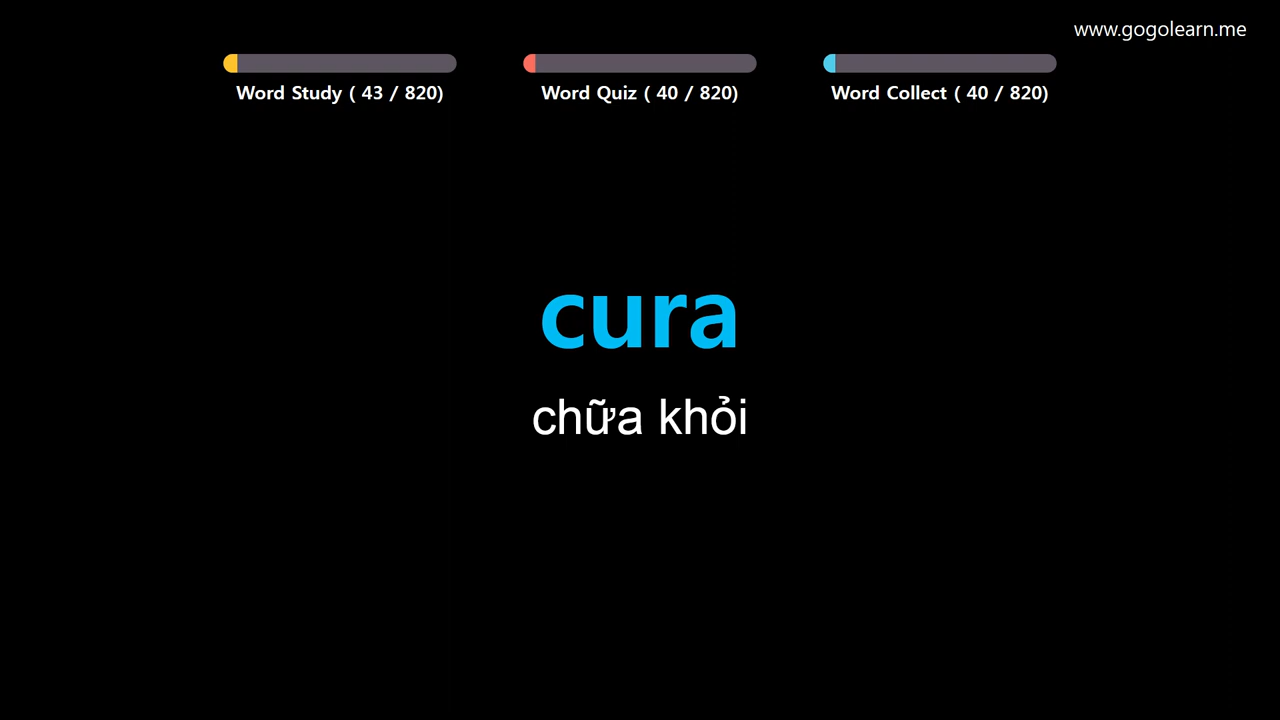 www.gogolearn.me
Word Study ( 43 / 820)
Word Quiz ( 40 / 820)
Word Collect ( 40 / 820)
cura
chữa khỏi